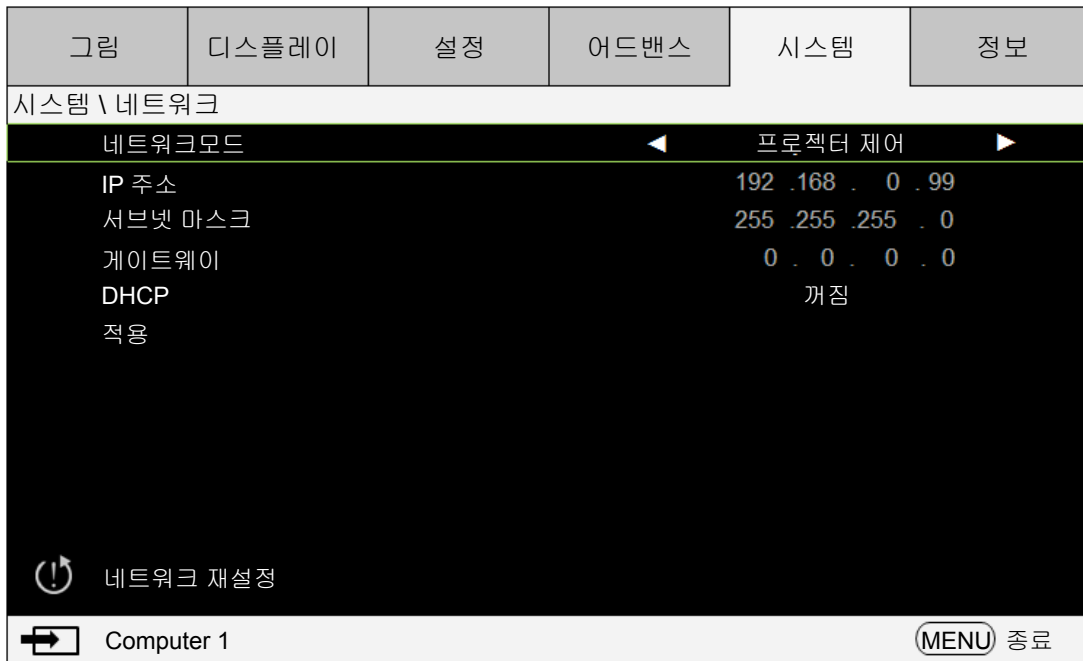 그림 디스플레이 설정 어드밴스 시스템 정보
시스템 \ 네트워크
네트워크모드 ◀ 프로젝터 제어 ▶
IP 주소 192 .168 . 0 . 99
서브넷 마스크 255 .255 .255 . 0
게이트웨이 0 . 0 . 0 . 0
DHCP 꺼짐
적용
네트워크 재설정
Computer 1 MENU 종료